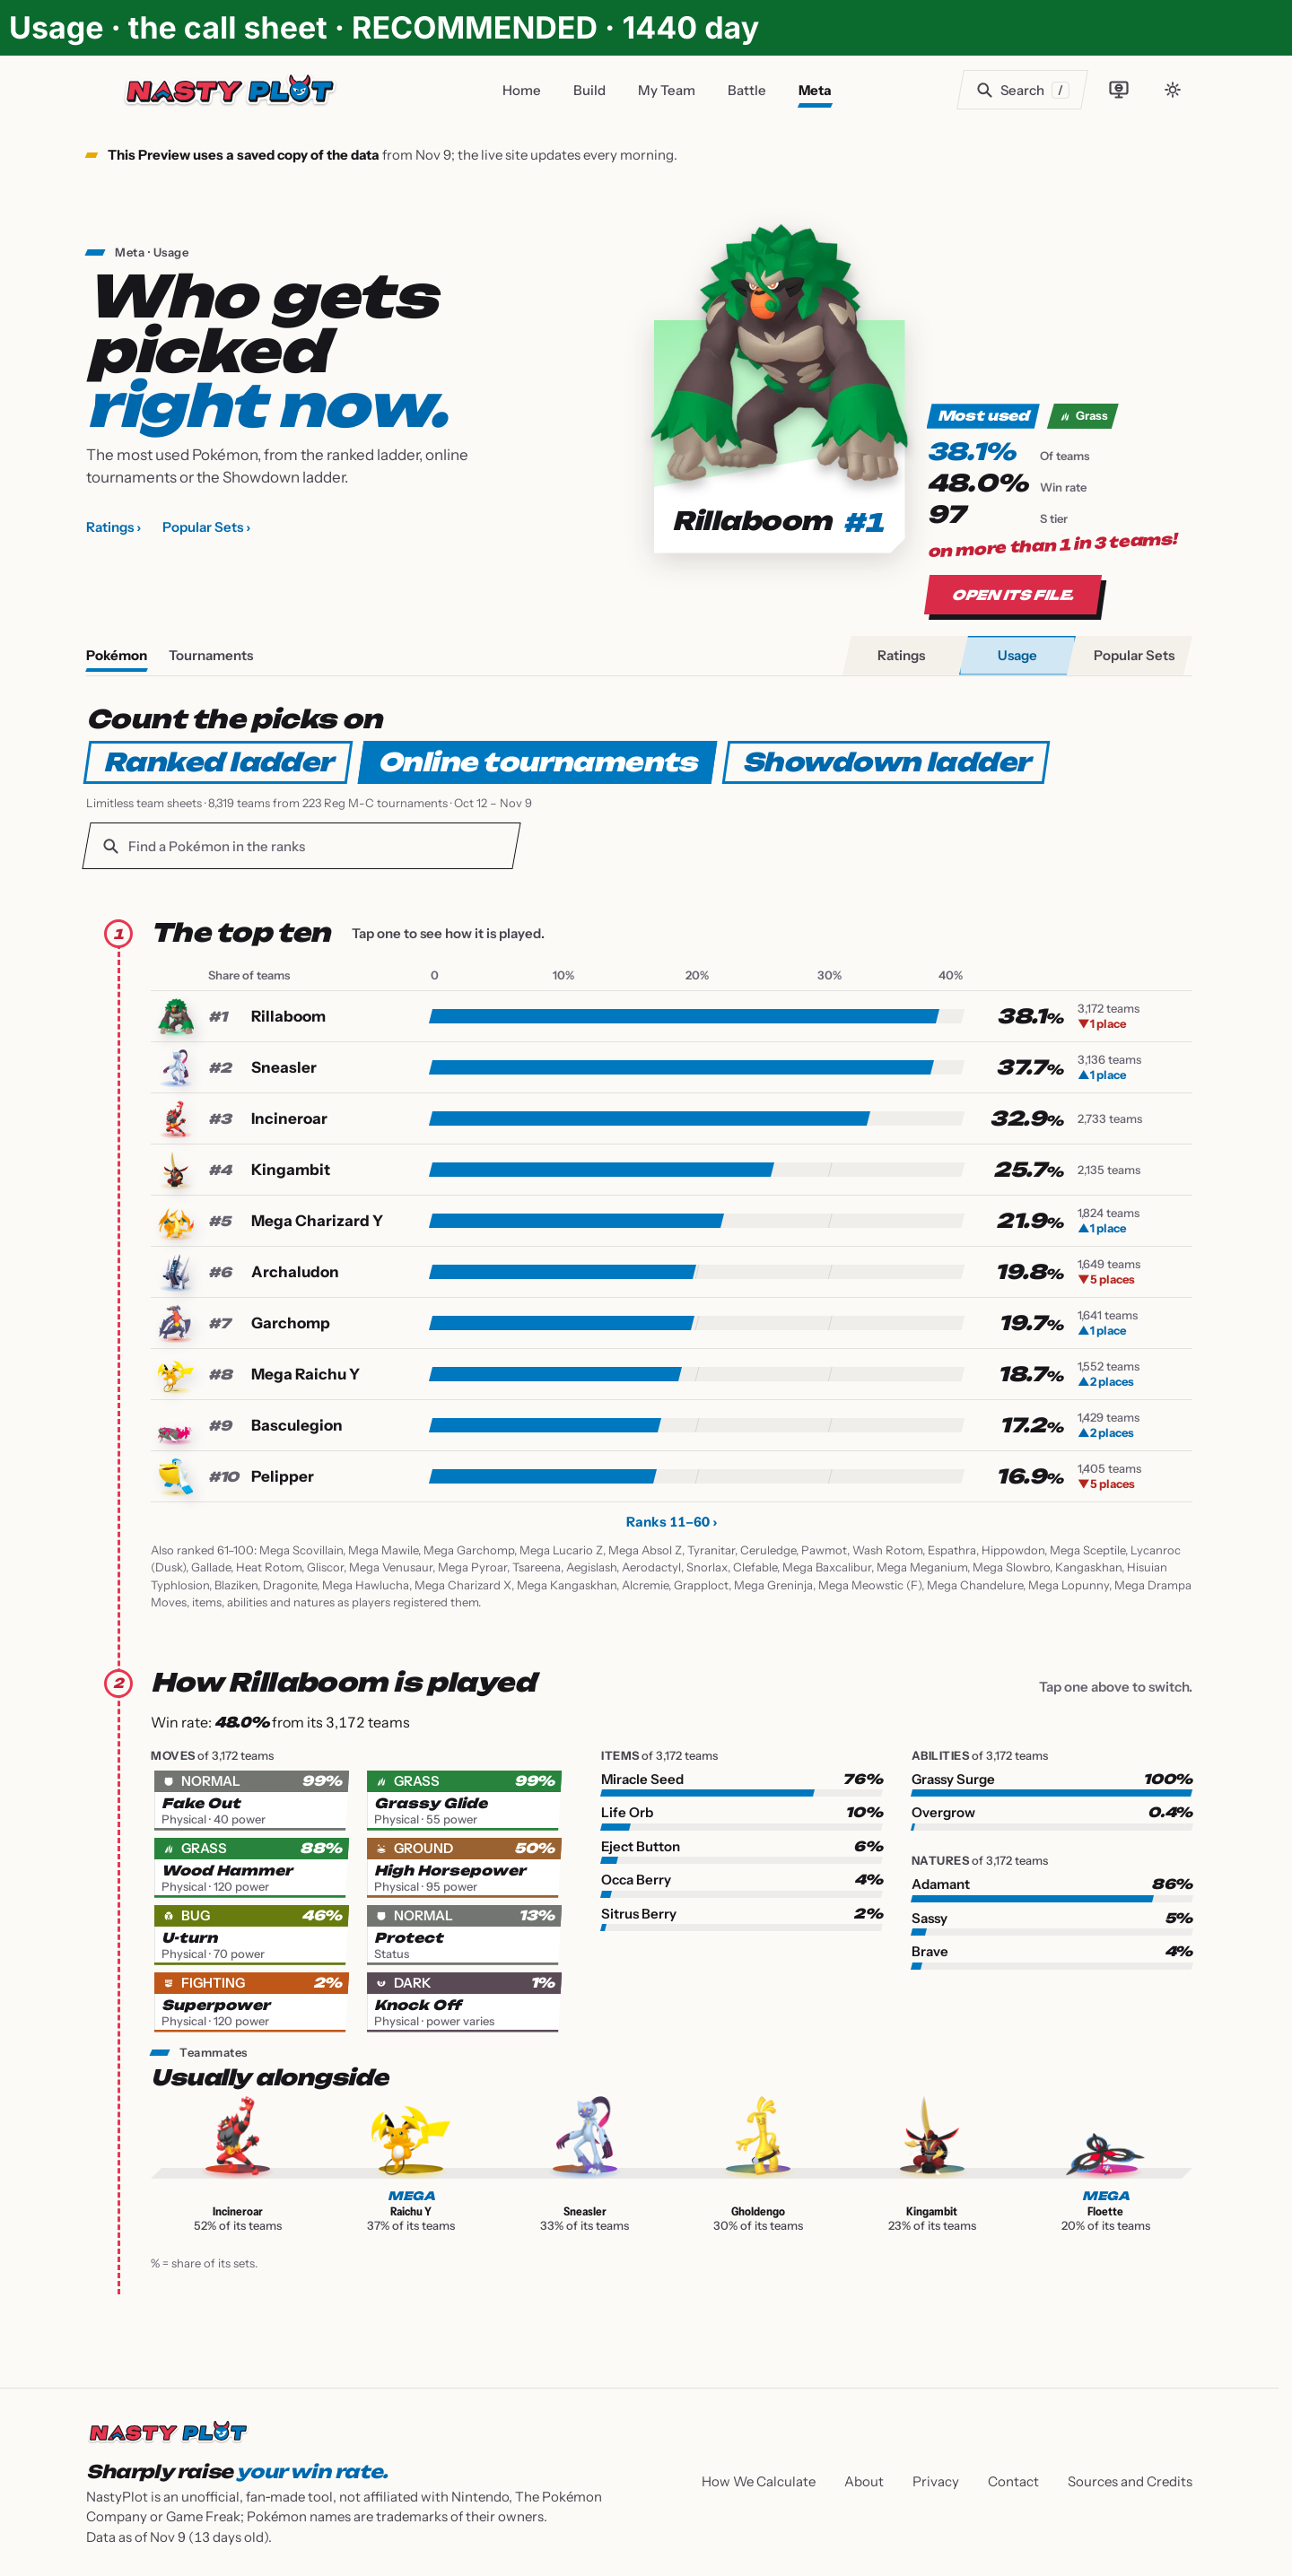 Usage · the call sheet · RECOMMENDED · 1440 day
NASTY PLOT
Home Build My Team Battle Meta
Search /
This Preview uses a saved copy of the data from Nov 9; the live site updates every morning.
Meta · Usage
Who gets
picked
right now.
The most used Pokémon, from the ranked ladder, online
tournaments or the Showdown ladder.
Ratings › Popular Sets ›
Rillaboom #1
Most used Grass
38.1% Of teams
48.0% Win rate
97 S tier
on more than 1 in 3 teams!
OPEN ITS FILE.
Pokémon Tournaments
Ratings Usage Popular Sets
Count the picks on
Ranked ladder Online tournaments Showdown ladder
Limitless team sheets · 8,319 teams from 223 Reg M-C tournaments · Oct 12 – Nov 9
Find a Pokémon in the ranks
1 The top ten Tap one to see how it is played.
Share of teams 0 10% 20% 30% 40%
#1 Rillaboom 38.1% 3,172 teams
▼1 place
#2 Sneasler 37.7% 3,136 teams
▲1 place
#3 Incineroar 32.9% 2,733 teams
#4 Kingambit 25.7% 2,135 teams
#5 Mega Charizard Y 21.9% 1,824 teams
▲1 place
#6 Archaludon 19.8% 1,649 teams
▼5 places
#7 Garchomp 19.7% 1,641 teams
▲1 place
#8 Mega Raichu Y 18.7% 1,552 teams
▲2 places
#9 Basculegion 17.2% 1,429 teams
▲2 places
#10 Pelipper 16.9% 1,405 teams
▼5 places
Ranks 11–60 ›
Also ranked 61–100: Mega Scovillain, Mega Mawile, Mega Garchomp, Mega Lucario Z, Mega Absol Z, Tyranitar, Ceruledge, Pawmot, Wash Rotom, Espathra, Hippowdon, Mega Sceptile, Lycanroc
(Dusk), Gallade, Heat Rotom, Gliscor, Mega Venusaur, Mega Pyroar, Tsareena, Aegislash, Aerodactyl, Snorlax, Clefable, Mega Baxcalibur, Mega Meganium, Mega Slowbro, Kangaskhan, Hisuian
Typhlosion, Blaziken, Dragonite, Mega Hawlucha, Mega Charizard X, Mega Kangaskhan, Alcremie, Grapploct, Mega Greninja, Mega Meowstic (F), Mega Chandelure, Mega Lopunny, Mega Drampa
Moves, items, abilities and natures as players registered them.
2 How Rillaboom is played Tap one above to switch.
Win rate: 48.0% from its 3,172 teams
MOVES of 3,172 teams
NORMAL 99%
Fake Out
Physical · 40 power
GRASS 99%
Grassy Glide
Physical · 55 power
GRASS 88%
Wood Hammer
Physical · 120 power
GROUND 50%
High Horsepower
Physical · 95 power
BUG 46%
U-turn
Physical · 70 power
NORMAL 13%
Protect
Status
FIGHTING 2%
Superpower
Physical · 120 power
DARK 1%
Knock Off
Physical · power varies
ITEMS of 3,172 teams
Miracle Seed 76%
Life Orb 10%
Eject Button 6%
Occa Berry 4%
Sitrus Berry 2%
ABILITIES of 3,172 teams
Grassy Surge 100%
Overgrow 0.4%
NATURES of 3,172 teams
Adamant 86%
Sassy 5%
Brave 4%
Teammates
Usually alongside
Incineroar
52% of its teams
MEGA
Raichu Y
37% of its teams
Sneasler
33% of its teams
Gholdengo
30% of its teams
Kingambit
23% of its teams
MEGA
Floette
20% of its teams
% = share of its sets.
NASTY PLOT
Sharply raise your win rate.
NastyPlot is an unofficial, fan-made tool, not affiliated with Nintendo, The Pokémon
Company or Game Freak; Pokémon names are trademarks of their owners.
Data as of Nov 9 (13 days old).
How We Calculate About Privacy Contact Sources and Credits